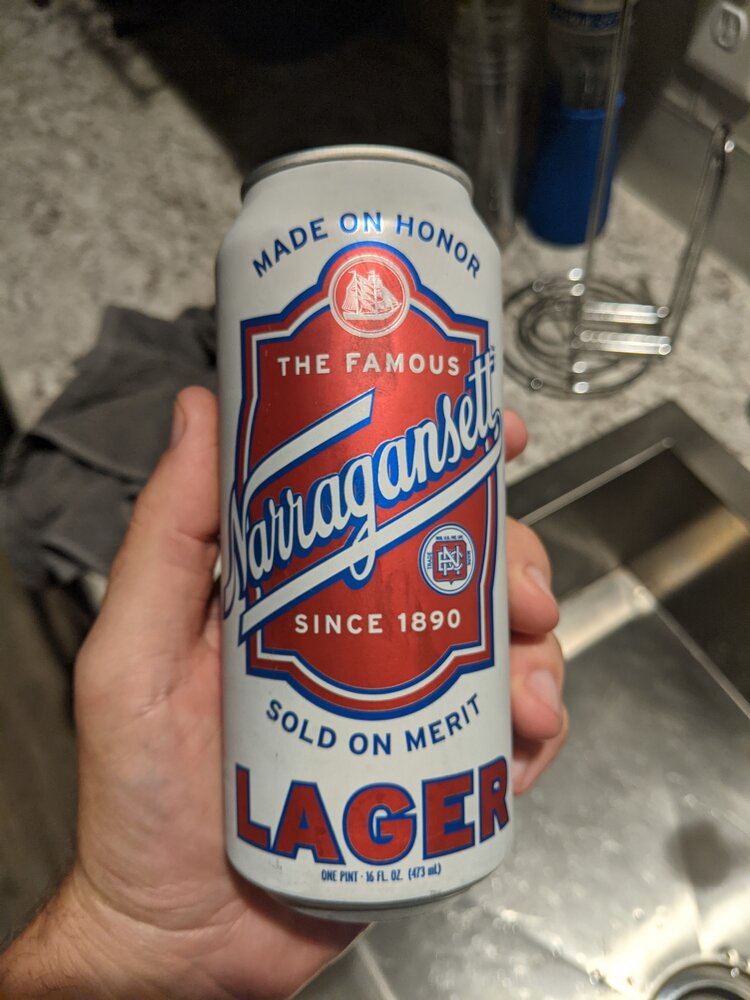 MADE ON HONOR
THE FAMOUS
Narragansett
SINCE 1890
SOLD ON MERIT
LAGER
ONE PINT · 16 FL. OZ. (473 mL)